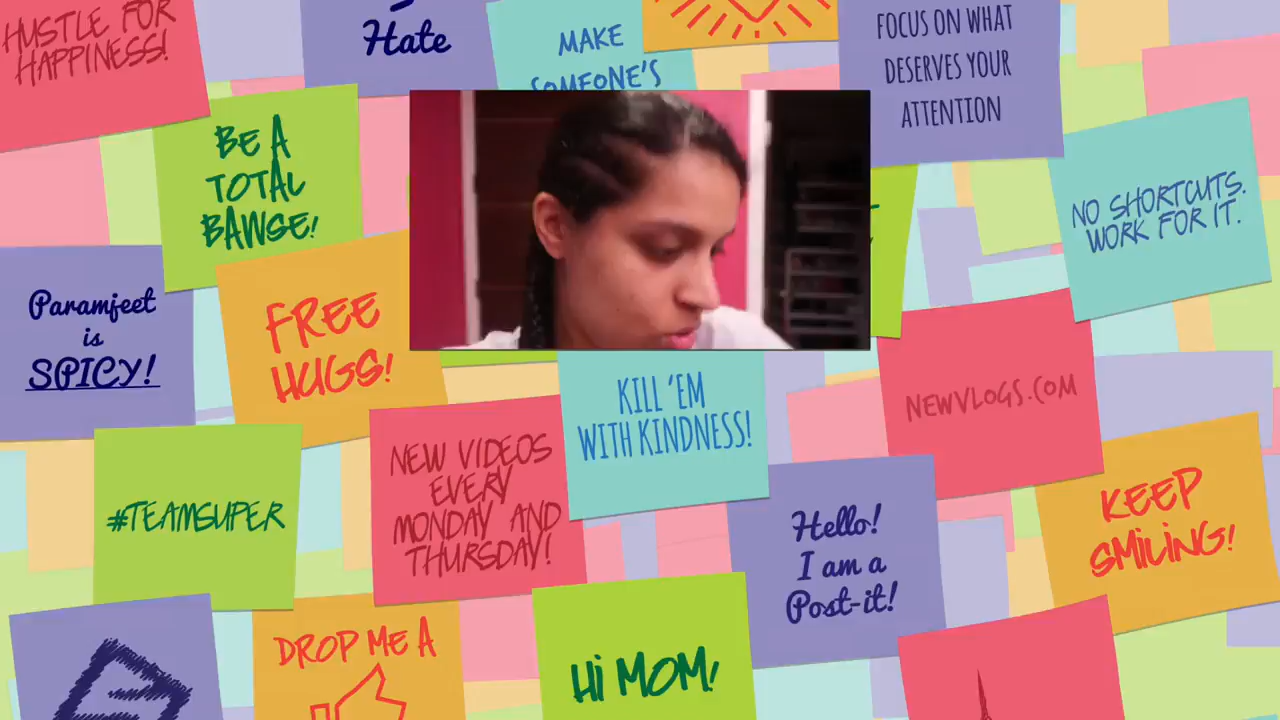 HUSTLE FOR
HAPPINESS!
Hate
MAKE
SOMEONE'S
FOCUS ON WHAT
DESERVES YOUR
ATTENTION
BE A
TOTAL
BAWSE!
NO SHORTCUTS.
WORK FOR IT.
Paramjeet
is
SPICY!
FREE
HUGS!
KILL 'EM
WITH KINDNESS!
NEWVLOGS.COM
#TEAMSUPER
NEW VIDEOS
EVERY
MONDAY AND
THURSDAY!
Hello!
I am a
Post-it!
KEEP
SMILING!
DROP ME A
Hi MOM!